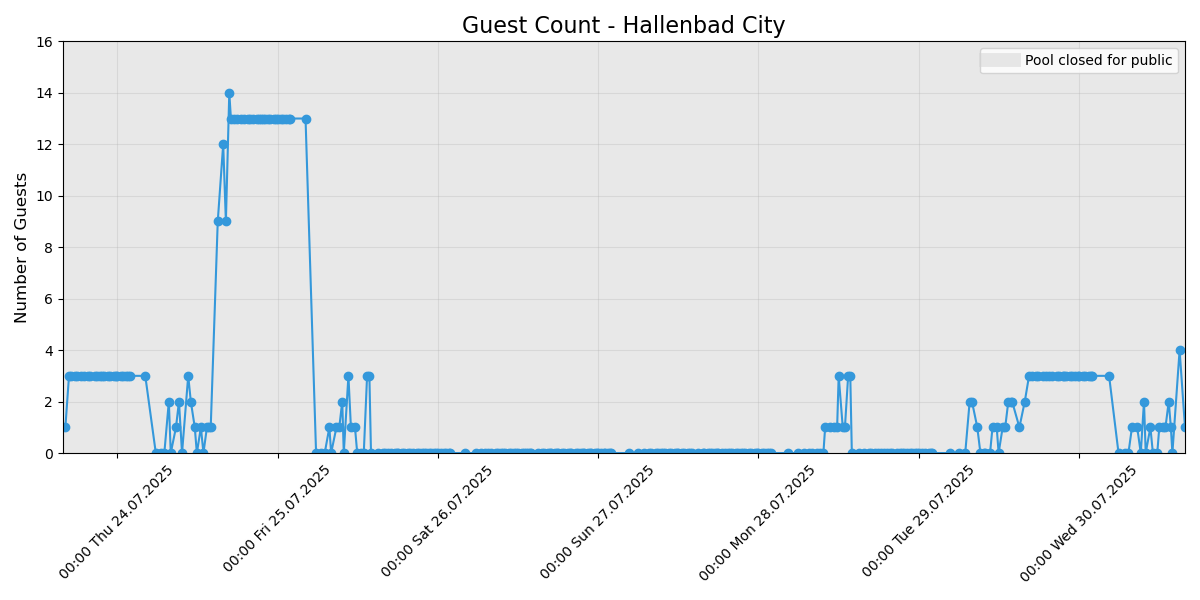 Guest Count - Hallenbad City
Pool closed for public
Number of Guests
16
14
12
10
8
6
4
2
0
00:00 Thu 24.07.2025
00:00 Fri 25.07.2025
00:00 Sat 26.07.2025
00:00 Sun 27.07.2025
00:00 Mon 28.07.2025
00:00 Tue 29.07.2025
00:00 Wed 30.07.2025